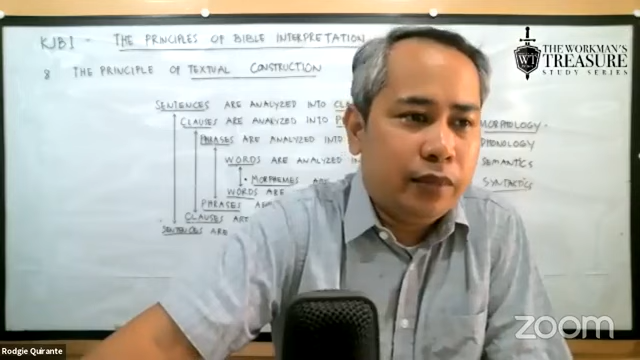 KJBI - THE PRINCIPLES OF BIBLE INTERPRETATION
8 THE PRINCIPLE OF TEXTUAL CONSTRUCTION
SENTENCES ARE ANALYZED INTO
CLAUSES ARE ANALYZED INTO
PHRASES ARE ANALYZED INTO
WORDS ARE ANALYZED
MORPHEMES
WORDS ARE
PHRASES
CLAUSES
SENTENCES ARE
MORPHOLOGY
PHONOLOGY
SEMANTICS
SYNTACTICS
THE WORKMAN'S
TREASURE
STUDY SERIES
WT
zoom
Rodgie Quirante